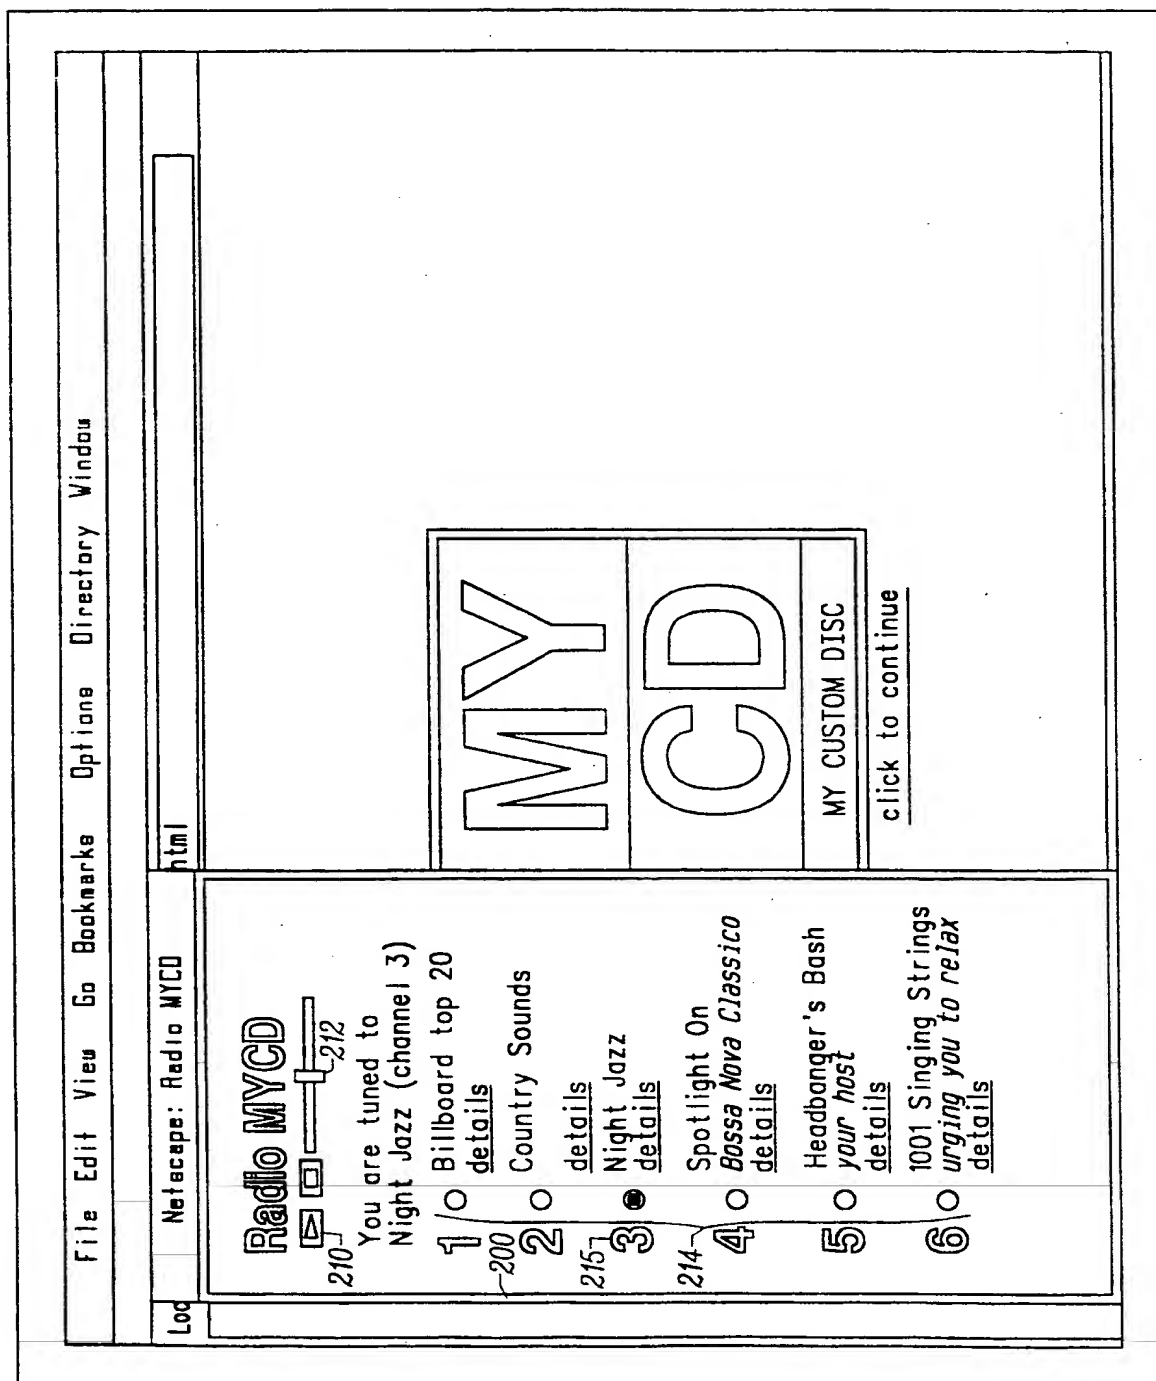 File Edit View Go Bookmarks Options Directory Window
Netscape: Radio MYCD
Loc
html
Radio MYCD
210
212
You are tuned to
Night Jazz (channel 3)
1 Billboard top 20
details
200
2 Country Sounds
details
215
3 Night Jazz
details
214
4 Spotlight On
Bossa Nova Classico
details
5 Headbanger's Bash
your host
details
6 1001 Singing Strings
urging you to relax
details
MY
CD
MY CUSTOM DISC
click to continue